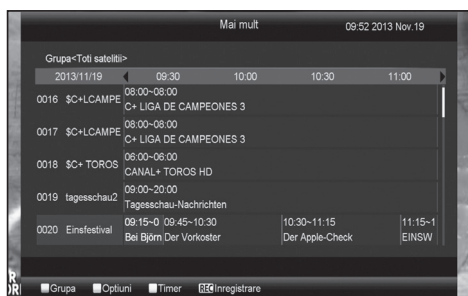 Mai mult 09:52 2013 Nov.19
Grupa<Toti satelitii>
2013/11/19 09:30 10:00 10:30 11:00
0016 $C+LCAMPE 08:00~08:00
C+ LIGA DE CAMPEONES 3
0017 $C+LCAMPE 08:00~08:00
C+ LIGA DE CAMPEONES 3
0018 $C+ TOROS 06:00~06:00
CANAL+ TOROS HD
0019 tagesschau2 09:00~20:00
Tagesschau-Nachrichten
0020 Einsfestival 09:15~0 09:45~10:30 10:30~11:15 11:15~1
Bei Björn Der Vorkoster Der Apple-Check EINSW
Grupa Optiuni Timer REC Inregistrare